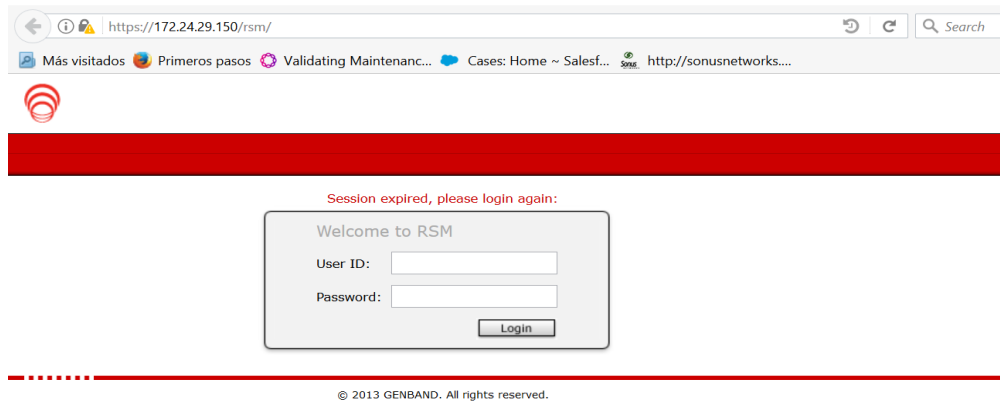 https://172.24.29.150/rsm/
Search
Más visitados Primeros pasos Validating Maintenanc... Cases: Home ~ Salesf... Sonus http://sonusnetworks....
Session expired, please login again:
Welcome to RSM
User ID:
Password:
Login
© 2013 GENBAND. All rights reserved.